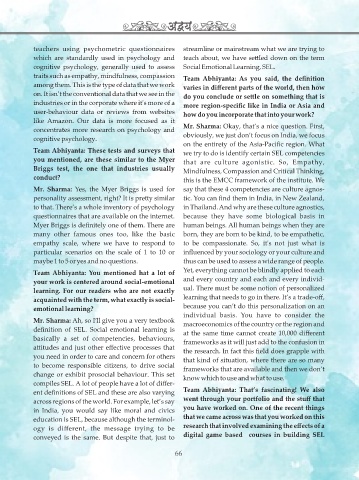 अद्वय
teachers using psychometric questionnaires
which are standardly used in psychology and
cognitive psychology, generally used to assess
traits such as empathy, mindfulness, compassion
among them. This is the type of data that we work
on. It isn't the conventional data that we see in the
industries or in the corporate where it's more of a
user-behaviour data or reviews from websites
like Amazon. Our data is more focused as it
concentrates more research on psychology and
cognitive psychology.
Team Abhiyanta: These tests and surveys that
you mentioned, are these similar to the Myer
Briggs test, the one that industries usually
conduct?
Mr. Sharma: Yes, the Myer Briggs is used for
personality assessment, right? It is pretty similar
to that. There's a whole inventory of psychology
questionnaires that are available on the internet.
Myer Briggs is definitely one of them. There are
many other famous ones too, like the basic
empathy scale, where we have to respond to
particular scenarios on the scale of 1 to 10 or
maybe 1 to 5 or yes and no questions.
Team Abhiyanta: You mentioned hat a lot of
your work is centered around social-emotional
learning. For our readers who are not exactly
acquainted with the term, what exactly is social-
emotional learning?
Mr. Sharma: Ah, so I'll give you a very textbook
definition of SEL. Social emotional learning is
basically a set of competencies, behaviours,
attitudes and just other effective processes that
you need in order to care and concern for others
to become responsible citizens, to drive social
change or exhibit prosocial behaviour. This set
compiles SEL. A lot of people have a lot of differ-
ent definitions of SEL and these are also varying
across regions of the world. For example, let's say
in India, you would say like moral and civics
education is SEL, because although the terminol-
ogy is different, the message trying to be
conveyed is the same. But despite that, just to
streamline or mainstream what we are trying to
teach about, we have settled down on the term
Social Emotional Learning, SEL.
Team Abhiyanta: As you said, the definition
varies in different parts of the world, then how
do you conclude or settle on something that is
more region-specific like in India or Asia and
how do you incorporate that into your work?
Mr. Sharma: Okay, that's a nice question. First,
obviously, we just don't focus on India, we focus
on the entirety of the Asia-Pacific region. What
we try to do is identify certain SEL competencies
that are culture agonistic. So, Empathy,
Mindfulness, Compassion and Critical Thinking,
this is the EMCC framework of the institute. We
say that these 4 competencies are culture agnos-
tic. You can find them in India, in New Zealand,
in Thailand. And why are these culture agnostics,
because they have some biological basis in
human beings. All human beings when they are
born, they are born to be kind, to be empathetic,
to be compassionate. So, it's not just what is
influenced by your sociology or your culture and
thus can be used to assess a wide range of people.
Yet, everything cannot be blindly applied to each
and every country and each and every individ-
ual. There must be some notion of personalized
learning that needs to go in there. It's a trade-off,
because you can't do this personalization on an
individual basis. You have to consider the
macroeconomics of the country or the region and
at the same time cannot create 10,000 different
frameworks as it will just add to the confusion in
the research. In fact this field does grapple with
that kind of situation, where there are so many
frameworks that are available and then we don't
know which to use and what to use.
Team Abhiyanta: That's fascinating! We also
went through your portfolio and the stuff that
you have worked on. One of the recent things
that we came across was that you worked on this
research that involved examining the effects of a
digital game based courses in building SEL
66